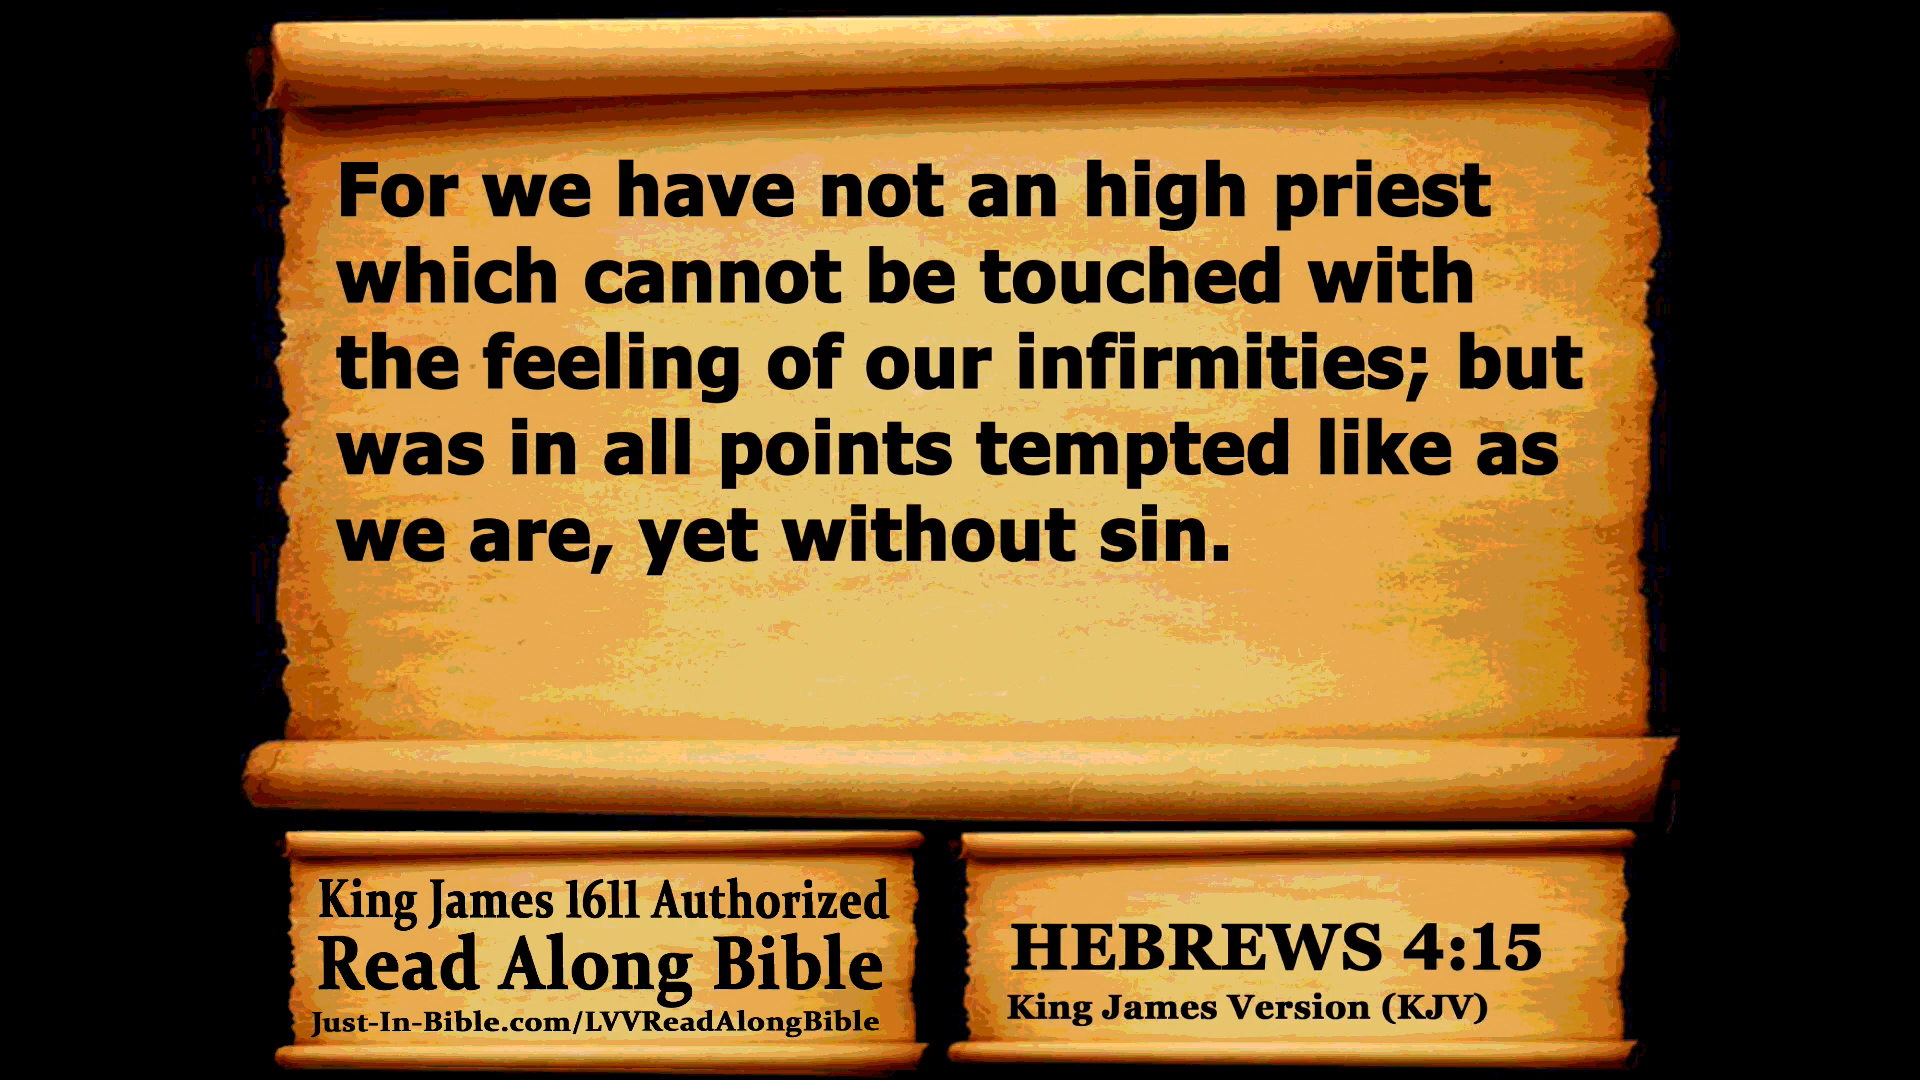 For we have not an high priest
which cannot be touched with
the feeling of our infirmities; but
was in all points tempted like as
we are, yet without sin.
King James 1611 Authorized
Read Along Bible
Just-In-Bible.com/LVVReadAlongBible
HEBREWS 4:15
King James Version (KJV)